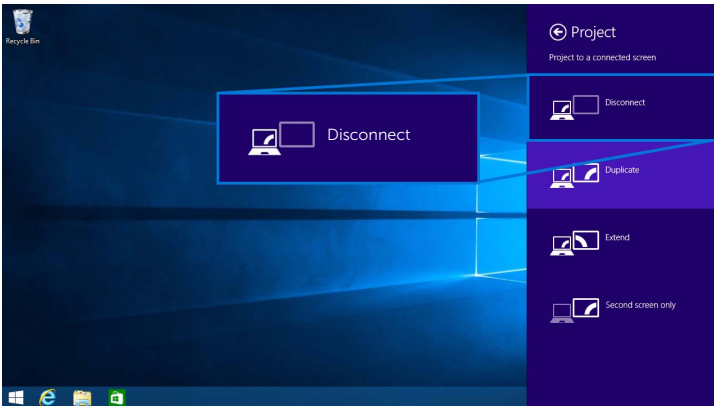 Recycle Bin
Project
Project to a connected screen
Disconnect
Disconnect
Duplicate
Extend
Second screen only